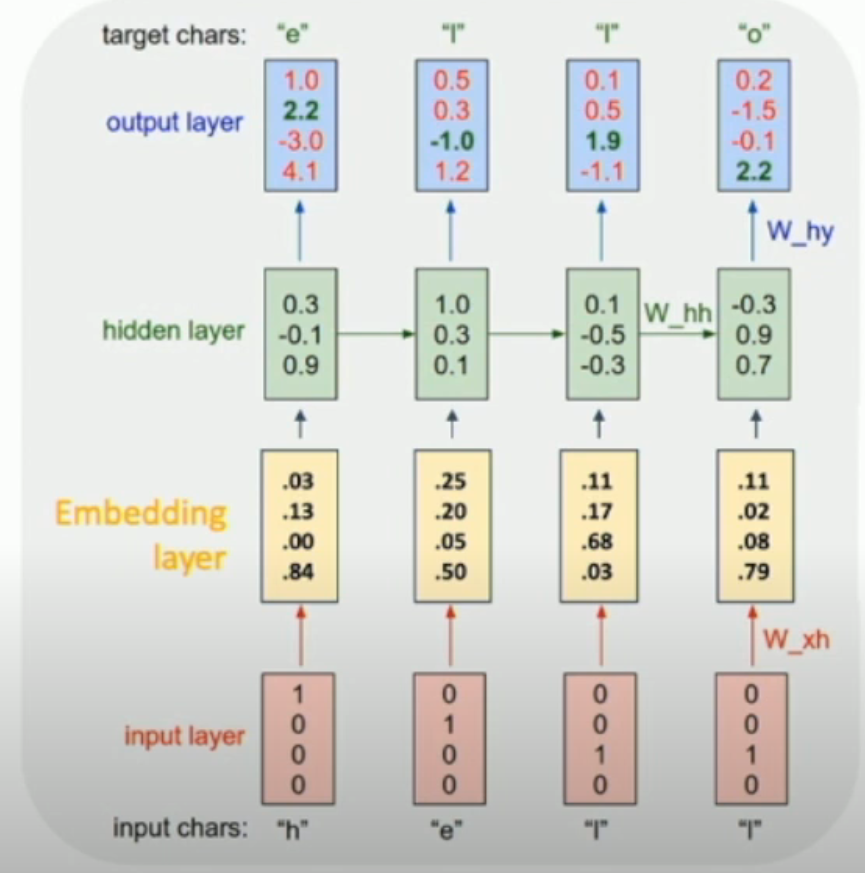 target chars: "e" "l" "l" "o"
output layer
1.0 0.5 0.1 0.2
2.2 0.3 0.5 -1.5
-3.0 -1.0 1.9 -0.1
4.1 1.2 -1.1 2.2
W_hy
hidden layer
0.3 1.0 0.1 W_hh -0.3
-0.1 0.3 -0.5 0.9
0.9 0.1 -0.3 0.7
Embedding
layer
.03 .25 .11 .11
.13 .20 .17 .02
.00 .05 .68 .08
.84 .50 .03 .79
W_xh
input layer
1 0 0 0
0 1 0 0
0 0 1 1
0 0 0 0
input chars: "h" "e" "l" "l"